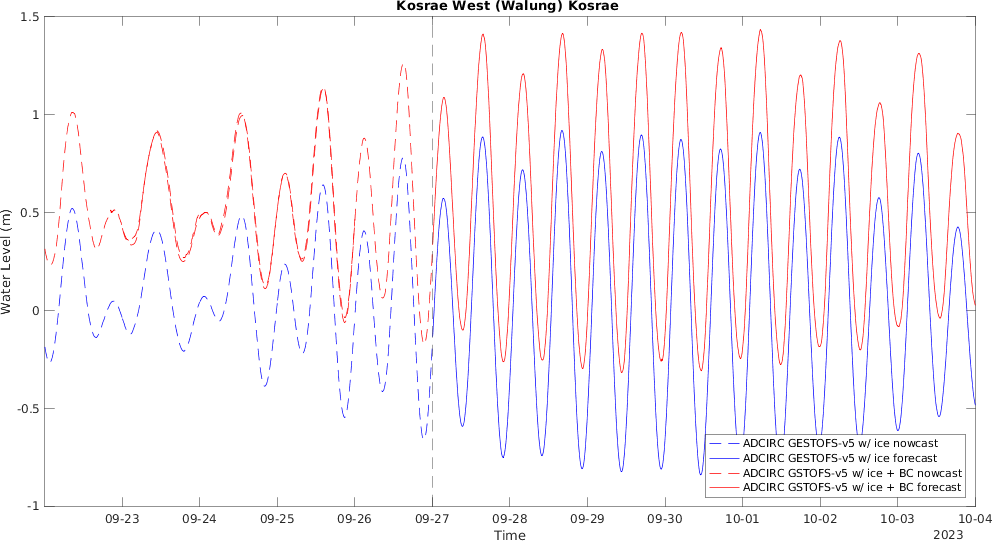 Kosrae West (Walung) Kosrae
1.5
1
0.5
0
-0.5
-1
Water Level (m)
09-23 09-24 09-25 09-26 09-27 09-28 09-29 09-30 10-01 10-02 10-03 10-04
Time
2023
ADCIRC GESTOFS-v5 w/ ice nowcast
ADCIRC GESTOFS-v5 w/ ice forecast
ADCIRC GSTOFS-v5 w/ ice + BC nowcast
ADCIRC GSTOFS-v5 w/ ice + BC forecast